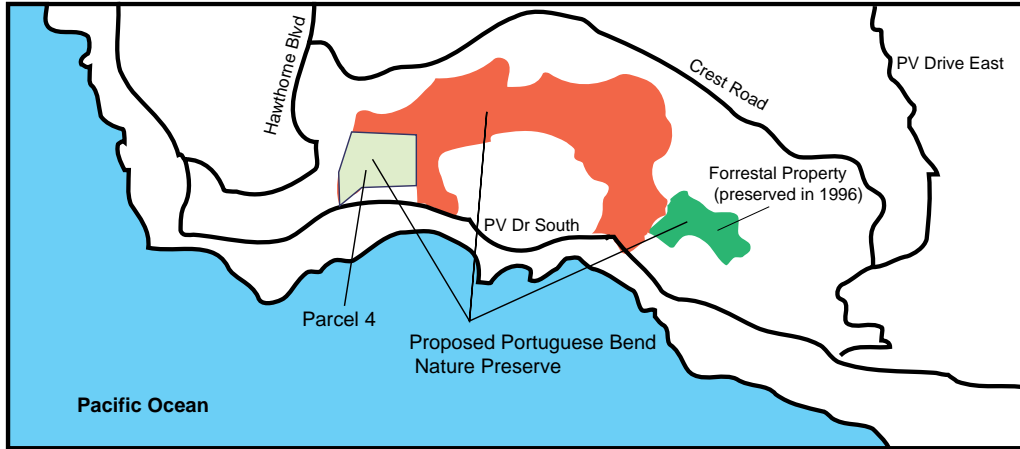 Hawthorne Blvd
Crest Road
PV Drive East
Forrestal Property
(preserved in 1996)
PV Dr South
Parcel 4
Proposed Portuguese Bend
Nature Preserve
Pacific Ocean